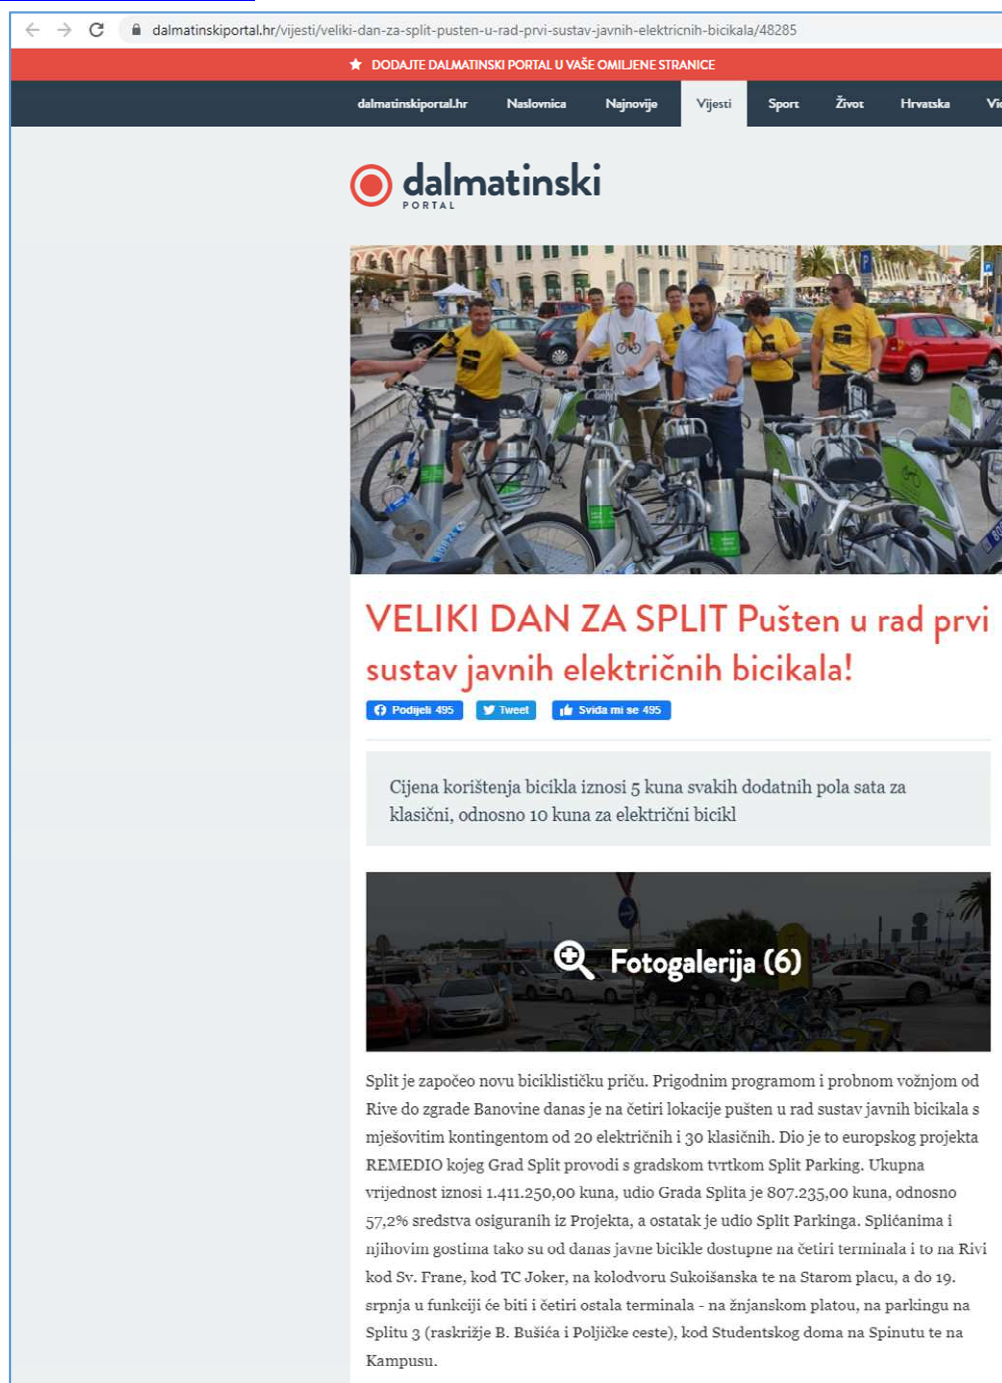 dalmatinskiportal.hr/vijesti/veliki-dan-za-split-pusten-u-rad-prvi-sustav-javnih-elektricnih-bicikala/48285
DODAJTE DALMATINSKI PORTAL U VAŠE OMILJENE STRANICE
dalmatinskiportal.hr Naslovnica Najnovije Vijesti Sport Život Hrvatska
dalmatinski
PORTAL
VELIKI DAN ZA SPLIT Pušten u rad prvi
sustav javnih električnih bicikala!
Podijeli 495 Tweet Sviđa mi se 495
Cijena korištenja bicikla iznosi 5 kuna svakih dodatnih pola sata za
klasični, odnosno 10 kuna za električni bicikl
Fotogalerija (6)
Split je započeo novu biciklističku priču. Prigodnim programom i probnom vožnjom od
Rive do zgrade Banovine danas je na četiri lokacije pušten u rad sustav javnih bicikala s
mješovitim kontingentom od 20 električnih i 30 klasičnih. Dio je to europskog projekta
REMEDIO kojeg Grad Split provodi s gradskom tvrtkom Split Parking. Ukupna
vrijednost iznosi 1.411.250,00 kuna, udio Grada Splita je 807.235,00 kuna, odnosno
57,2% sredstva osiguranih iz Projekta, a ostatak je udio Split Parkinga. Splićanima i
njihovim gostima tako su od danas javne bicikle dostupne na četiri terminala i to na Rivi
kod Sv. Frane, kod TC Joker, na kolodvoru Sukoišanska te na Starom placu, a do 19.
srpnja u funkciji će biti i četiri ostala terminala - na žnjanskom platou, na parkingu na
Splitu 3 (raskrižje B. Bušića i Poljičke ceste), kod Studentskog doma na Spinutu te na
Kampusu.